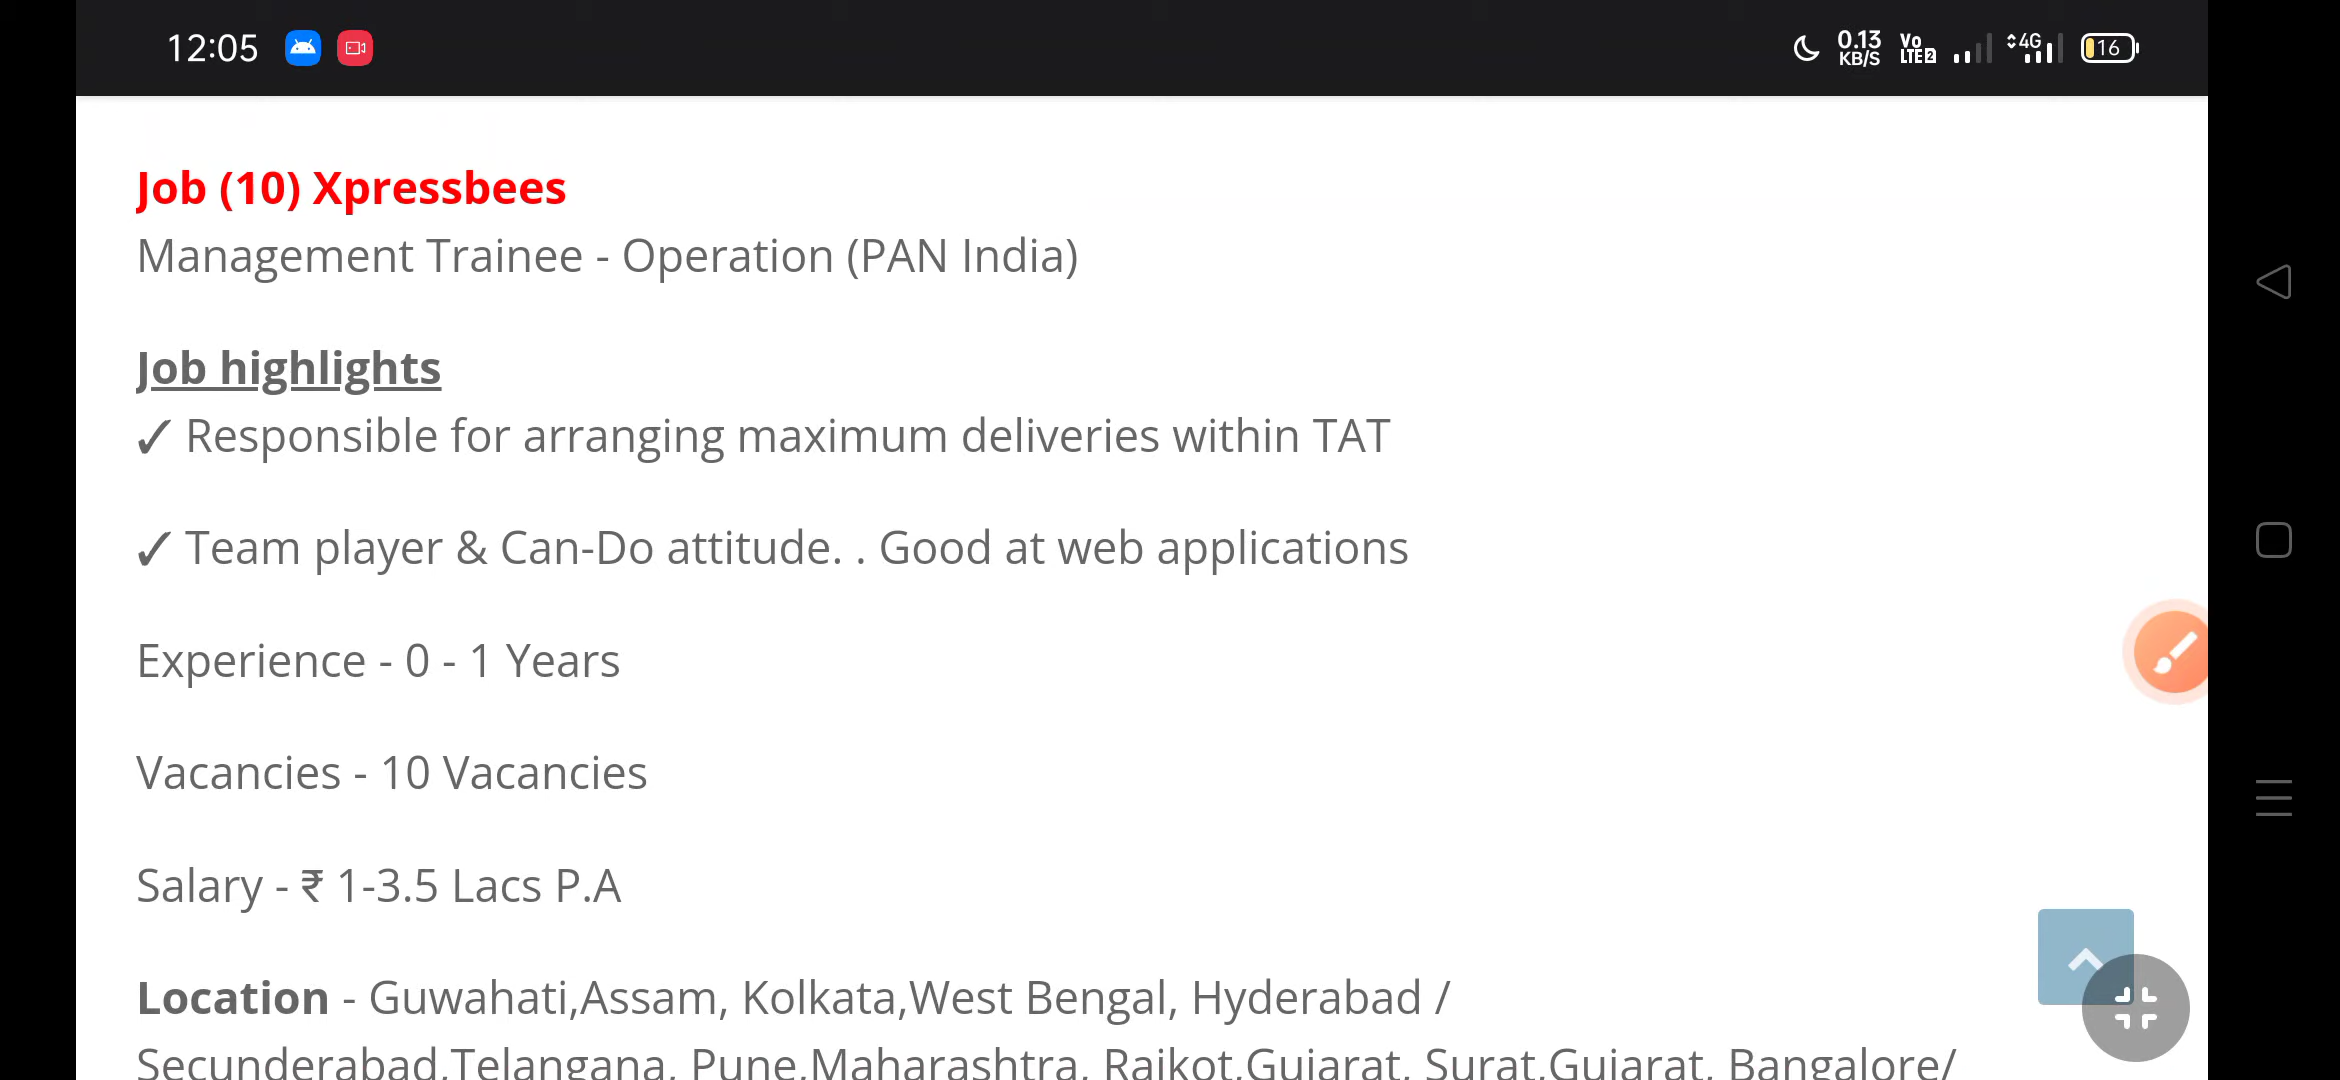 12:05
0.13
KB/S
Vo
LTE 2
4G
16
Job (10) Xpressbees
Management Trainee - Operation (PAN India)
Job highlights
✓ Responsible for arranging maximum deliveries within TAT
✓ Team player & Can-Do attitude. . Good at web applications
Experience - 0 - 1 Years
Vacancies - 10 Vacancies
Salary - ₹ 1-3.5 Lacs P.A
Location - Guwahati,Assam, Kolkata,West Bengal, Hyderabad /
Secunderabad,Telangana, Pune,Maharashtra, Rajkot,Gujarat, Surat,Gujarat, Bangalore/